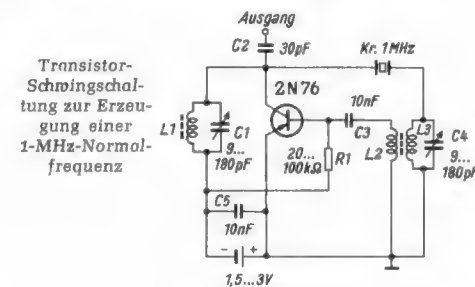 Transistor-
Schwingschal-
tung zur Erzeu-
gung einer
1-MHz-Normal-
frequenz
Ausgang
C2
30pF
Kr. 1MHz
2N76
10nF
C3
L1
C1
9...
180pF
20...
100kΩ
R1
L2
L3
C4
9...
180pF
C5
10nF
- +
1,5...3V